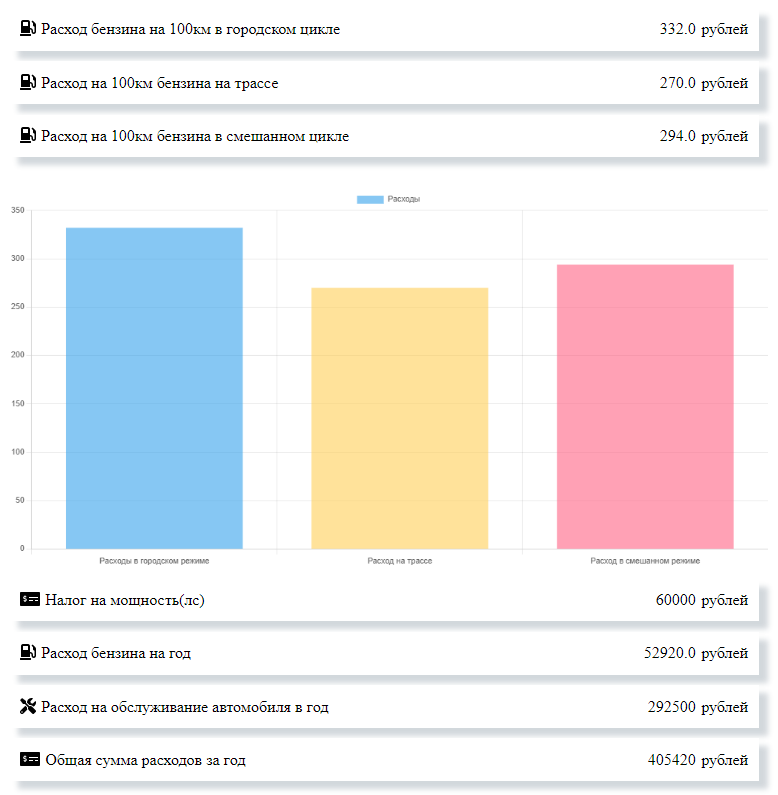 Расход бензина на 100км в городском цикле 332.0 рублей
Расход на 100км бензина на трассе 270.0 рублей
Расход на 100км бензина в смешанном цикле 294.0 рублей
Расходы
350
300
250
200
150
100
50
0
Расходы в городском режиме Расход на трассе Расход в смешанном режиме
Налог на мощность(лс) 60000 рублей
Расход бензина на год 52920.0 рублей
Расход на обслуживание автомобиля в год 292500 рублей
Общая сумма расходов за год 405420 рублей